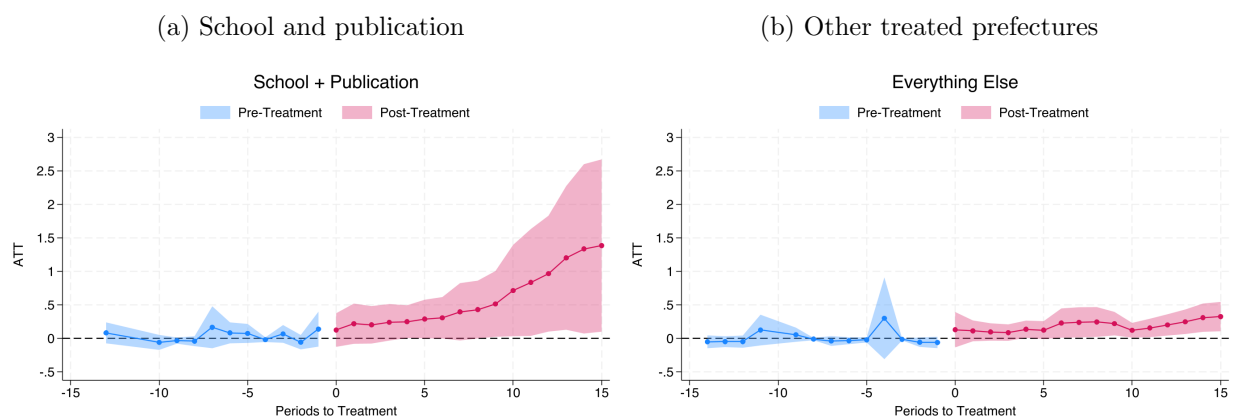 (a) School and publication
School + Publication
Pre-Treatment Post-Treatment
3
2.5
2
1.5
1
.5
0
-.5
ATT
-15 -10 -5 0 5 10 15
Periods to Treatment
(b) Other treated prefectures
Everything Else
Pre-Treatment Post-Treatment
3
2.5
2
1.5
1
.5
0
-.5
ATT
-15 -10 -5 0 5 10 15
Periods to Treatment